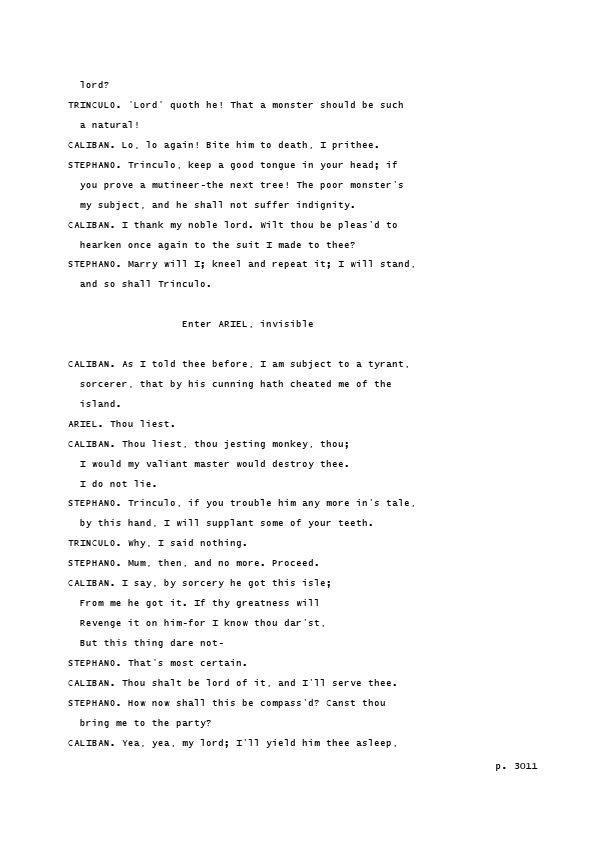 lord?
TRINCULO. 'Lord' quoth he! That a monster should be such
a natural!
CALIBAN. Lo, lo again! Bite him to death, I prithee.
STEPHANO. Trinculo, keep a good tongue in your head; if
you prove a mutineer-the next tree! The poor monster's
my subject, and he shall not suffer indignity.
CALIBAN. I thank my noble lord. Wilt thou be pleas'd to
hearken once again to the suit I made to thee?
STEPHANO. Marry will I; kneel and repeat it; I will stand,
and so shall Trinculo.
Enter ARIEL, invisible
CALIBAN. As I told thee before, I am subject to a tyrant,
sorcerer, that by his cunning hath cheated me of the
island.
ARIEL. Thou liest.
CALIBAN. Thou liest, thou jesting monkey, thou;
I would my valiant master would destroy thee.
I do not lie.
STEPHANO. Trinculo, if you trouble him any more in's tale,
by this hand, I will supplant some of your teeth.
TRINCULO. Why, I said nothing.
STEPHANO. Mum, then, and no more. Proceed.
CALIBAN. I say, by sorcery he got this isle;
From me he got it. If thy greatness will
Revenge it on him-for I know thou dar'st,
But this thing dare not-
STEPHANO. That's most certain.
CALIBAN. Thou shalt be lord of it, and I'll serve thee.
STEPHANO. How now shall this be compass'd? Canst thou
bring me to the party?
CALIBAN. Yea, yea, my lord; I'll yield him thee asleep,
p. 3011